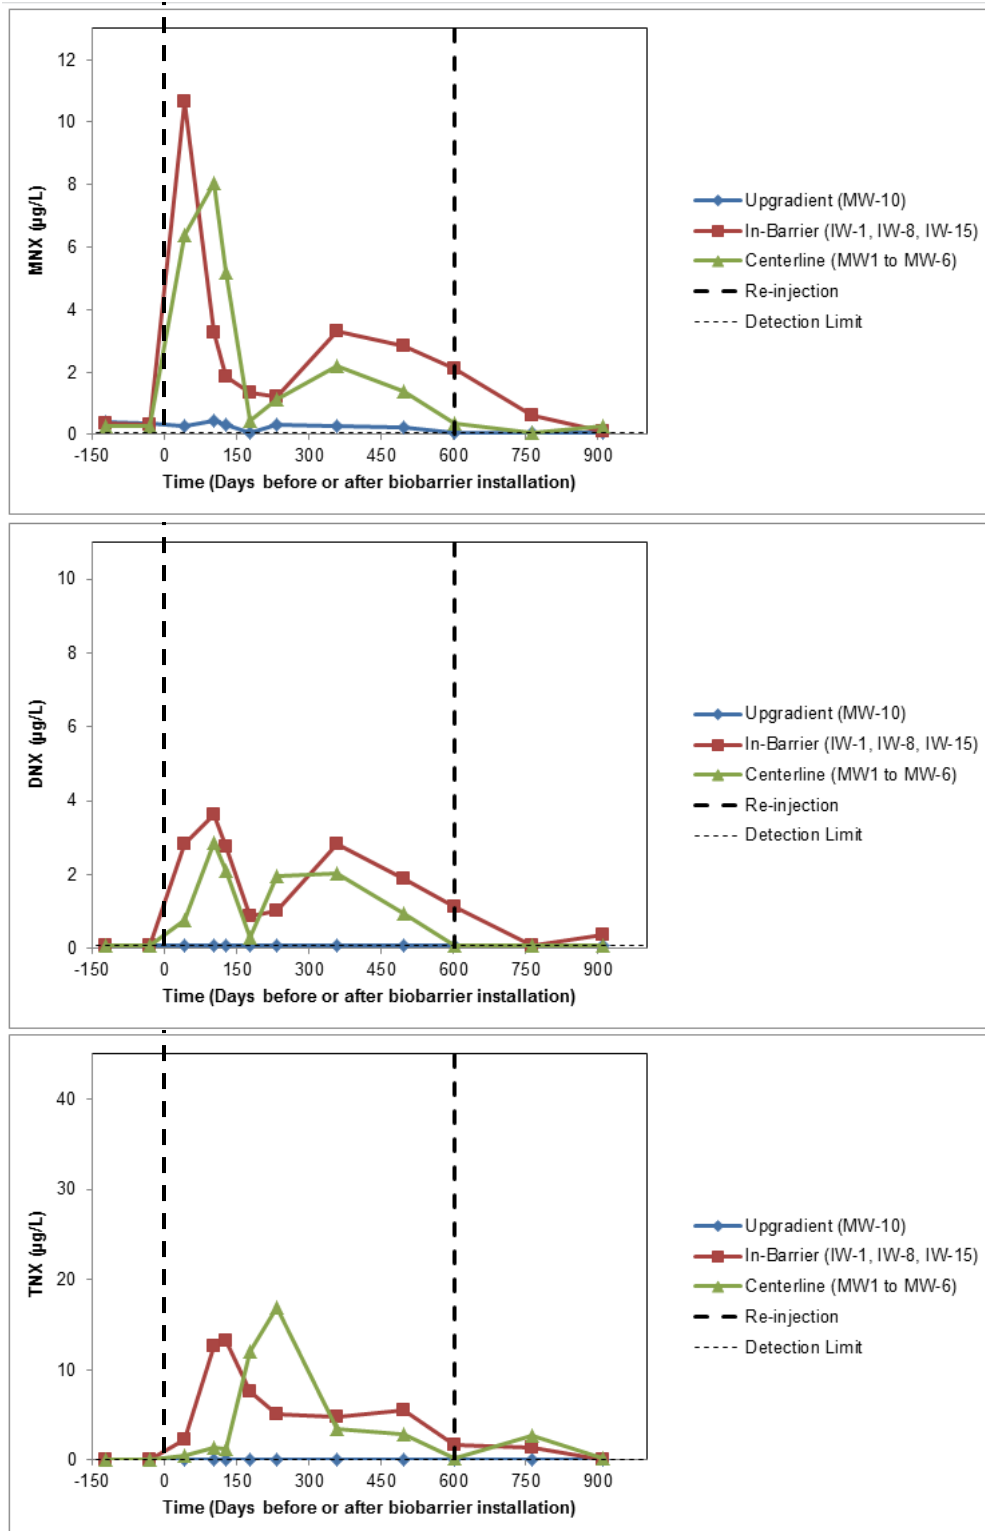 12
10
8
6
4
2
0
MNX (µg/L)
-150 0 150 300 450 600 750 900
Time (Days before or after biobarrier installation)
Upgradient (MW-10)
In-Barrier (IW-1, IW-8, IW-15)
Centerline (MW1 to MW-6)
Re-injection
Detection Limit
10
8
6
4
2
0
DNX (µg/L)
-150 0 150 300 450 600 750 900
Time (Days before or after biobarrier installation)
Upgradient (MW-10)
In-Barrier (IW-1, IW-8, IW-15)
Centerline (MW1 to MW-6)
Re-injection
Detection Limit
40
30
20
10
0
TNX (µg/L)
-150 0 150 300 450 600 750 900
Time (Days before or after biobarrier installation)
Upgradient (MW-10)
In-Barrier (IW-1, IW-8, IW-15)
Centerline (MW1 to MW-6)
Re-injection
Detection Limit